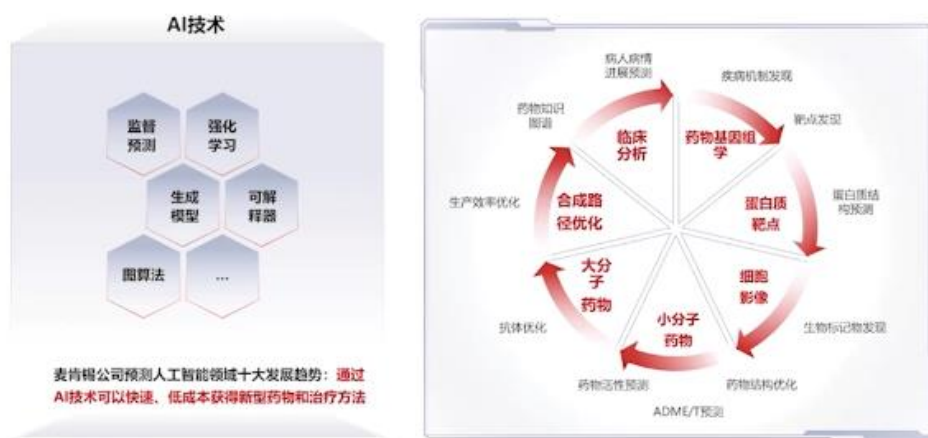 AI技术
监督
预测
强化
学习
生成
模型
可解
释器
图算法
...
麦肯锡公司预测人工智能领域十大发展趋势：通过
AI技术可以快速、低成本获得新型药物和治疗方法
病人病情
进展预测
疾病机制发现
药物知识
图谱
靶点发现
临床
分析
药物基因组
学
生产效率优化
合成路
径优化
蛋白质
靶点
蛋白质结
构预测
大分
子
药物
细胞
影像
小分子
药物
抗体优化
生物标记物发现
药物活性预测
药物结构优化
ADME/T预测